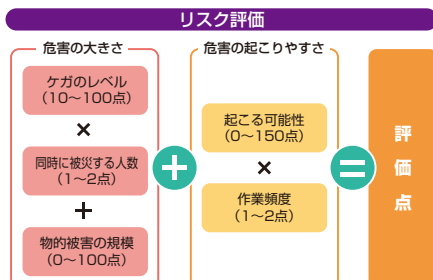 リスク評価
危害の大きさ
ケガのレベル
(10〜100点)
×
同時に被災する人数
(1〜2点)
+
物的被害の規模
(0〜100点)
+
危害の起こりやすさ
起こる可能性
(0〜150点)
×
作業頻度
(1〜2点)
=
評価点